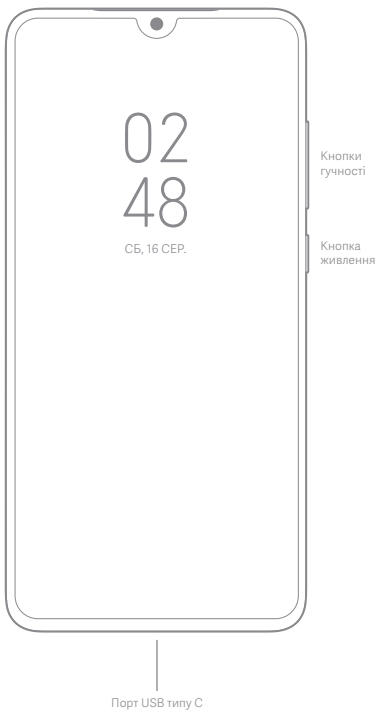 02
48
СБ, 16 СЕР.
Кнопки
гучності
Кнопка
живлення
Порт USB типу C